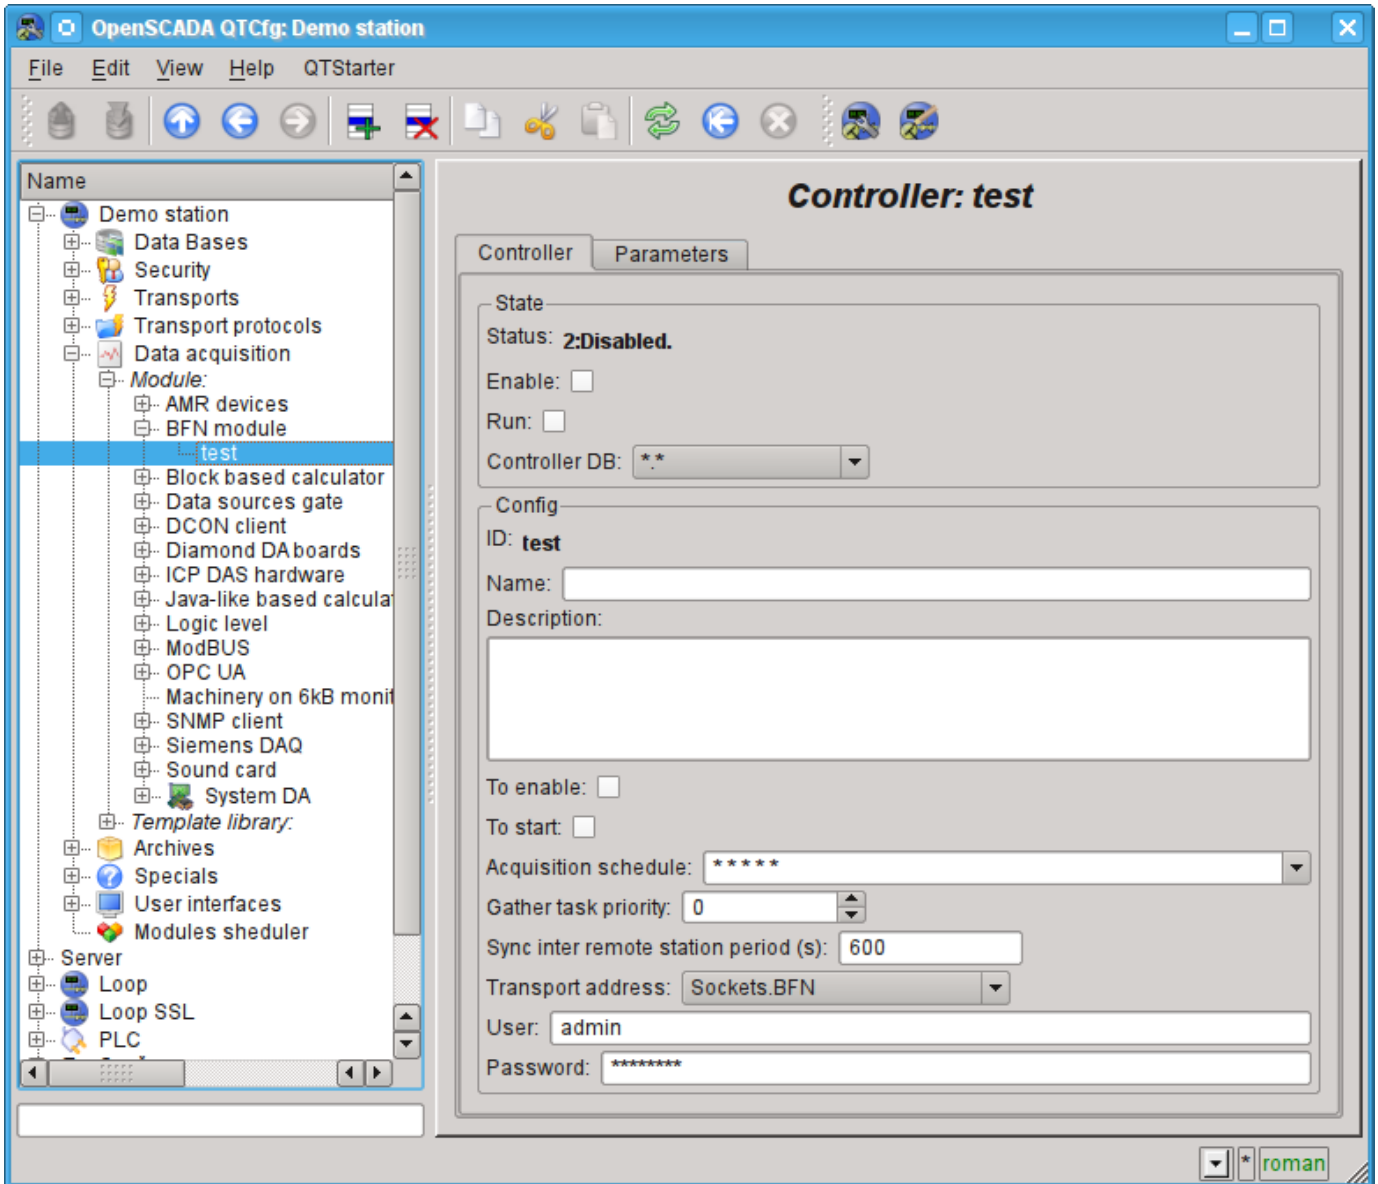 OpenSCADA QTCfg: Demo station
File Edit View Help QTStarter
Name
Demo station
Data Bases
Security
Transports
Transport protocols
Data acquisition
Module:
AMR devices
BFN module
test
Block based calculator
Data sources gate
DCON client
Diamond DA boards
ICP DAS hardware
Java-like based calcula
Logic level
ModBUS
OPC UA
Machinery on 6kB monit
SNMP client
Siemens DAQ
Sound card
System DA
Template library:
Archives
Specials
User interfaces
Modules sheduler
Server
Loop
Loop SSL
PLC
Controller: test
Controller Parameters
State
Status: 2:Disabled.
Enable:
Run:
Controller DB: *.*
Config
ID: test
Name:
Description:
To enable:
To start:
Acquisition schedule: * * * * *
Gather task priority: 0
Sync inter remote station period (s): 600
Transport address: Sockets.BFN
User: admin
Password: ********
* roman